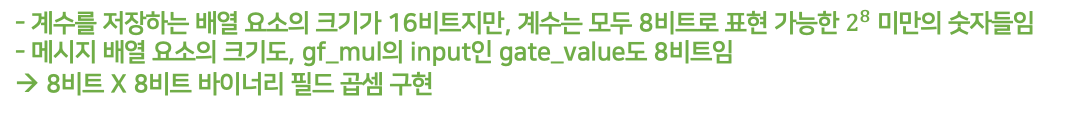 - 계수를 저장하는 배열 요소의 크기가 16비트지만, 계수는 모두 8비트로 표현 가능한 2⁸ 미만의 숫자들임
- 메시지 배열 요소의 크기도, gf_mul의 input인 gate_value도 8비트임
→ 8비트 X 8비트 바이너리 필드 곱셈 구현